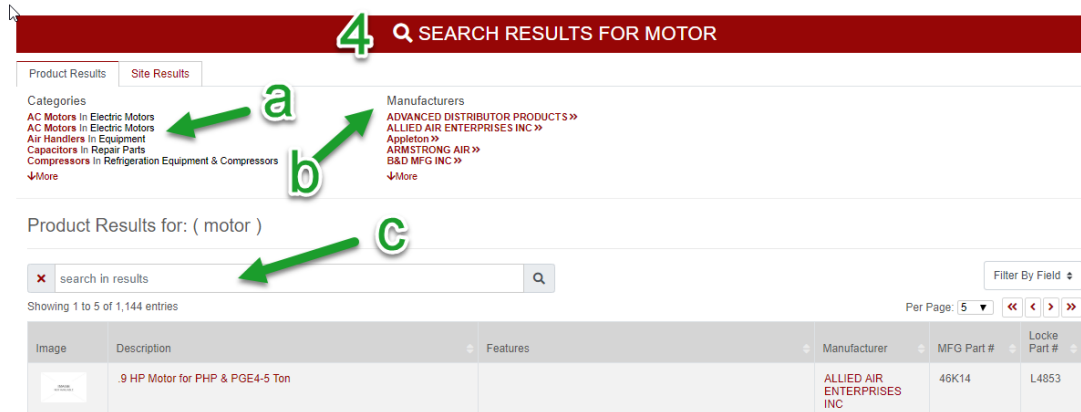 4 SEARCH RESULTS FOR MOTOR
Product Results Site Results
Categories
AC Motors In Electric Motors
AC Motors In Electric Motors
Air Handlers In Equipment
Capacitors In Repair Parts
Compressors In Refrigeration Equipment & Compressors
More
a
Manufacturers
ADVANCED DISTRIBUTOR PRODUCTS
ALLIED AIR ENTERPRISES INC
Appleton
ARMSTRONG AIR
B&D MFG INC
More
b
Product Results for: ( motor )
c
search in results
Filter By Field
Showing 1 to 5 of 1,144 entries
Per Page: 5
Image Description Features Manufacturer MFG Part # Locke Part #
.9 HP Motor for PHP & PGE4-5 Ton
ALLIED AIR
ENTERPRISES
INC
46K14
L4853